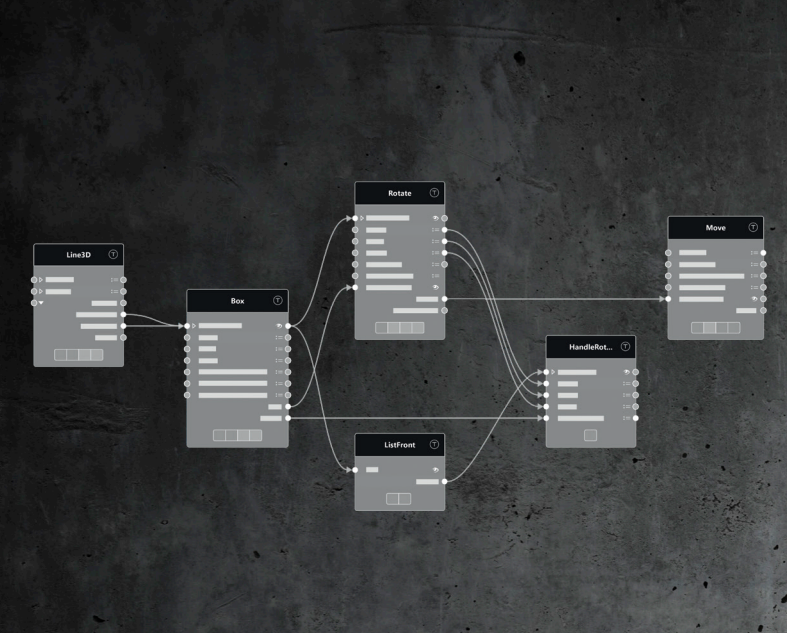 Rotate
Move
Line3D
Box
HandleRot...
ListFront